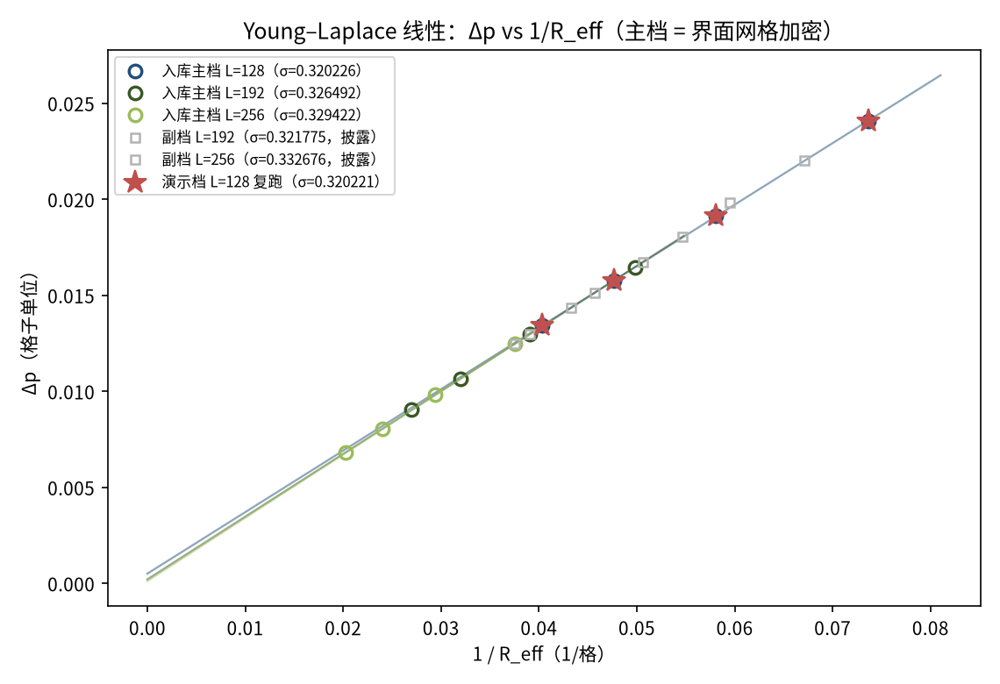 Young–Laplace 线性：Δp vs 1/R_eff（主档 = 界面网格加密）
入库主档 L=128（σ=0.320226）
入库主档 L=192（σ=0.326492）
入库主档 L=256（σ=0.329422）
副档 L=192（σ=0.321775，披露）
副档 L=256（σ=0.332676，披露）
演示档 L=128 复跑（σ=0.320221）
Δp（格子单位）
0.025
0.020
0.015
0.010
0.005
0.000
0.00 0.01 0.02 0.03 0.04 0.05 0.06 0.07 0.08
1 / R_eff（1/格）